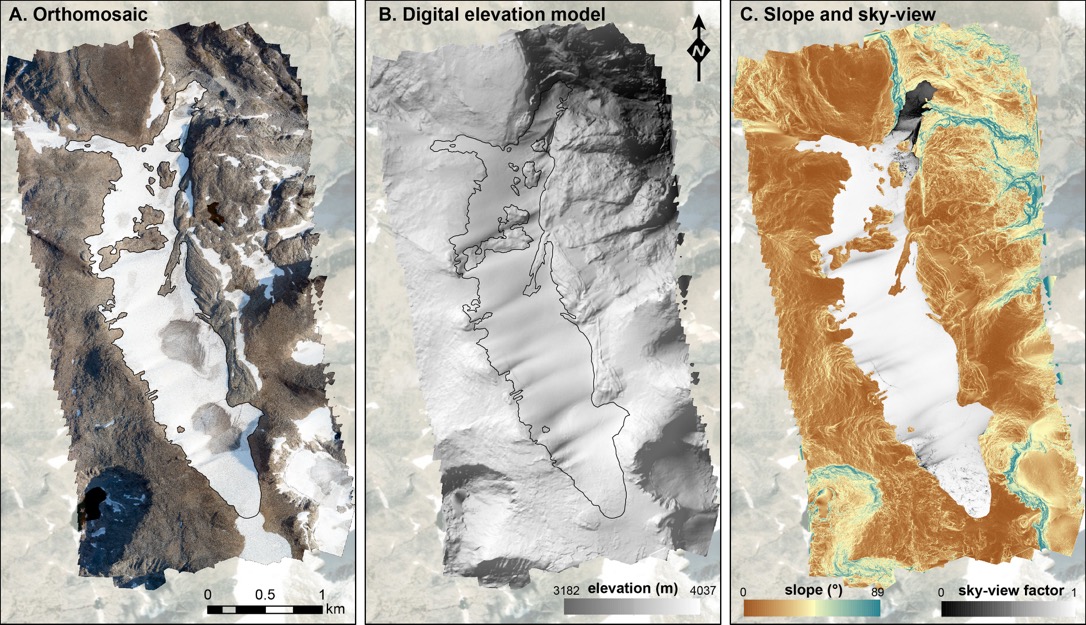 A. Orthomosaic
0 0.5 1
km
B. Digital elevation model
N
3182 elevation (m) 4037
C. Slope and sky-view
0 slope (°) 89
0 sky-view factor 1